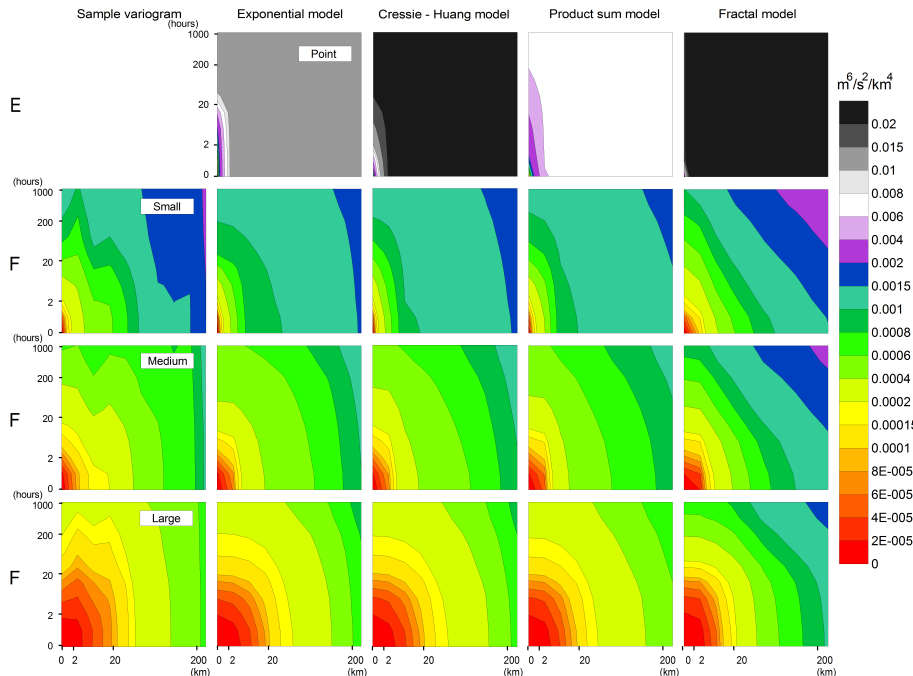 Sample variogram Exponential model Cressie - Huang model Product sum model Fractal model
(hours)
1000
200
20
2
0
E
Point
m⁶/s²/km⁴
0.02
0.015
0.01
0.008
0.006
0.004
0.002
0.0015
0.001
0.0008
0.0006
0.0004
0.0002
0.00015
0.0001
8E-005
6E-005
4E-005
2E-005
0
(hours)
1000
200
20
2
0
F
Small
(hours)
1000
200
20
2
0
F
Medium
(hours)
1000
200
20
2
0
F
Large
0 2 20 200 0 2 20 200 0 2 20 200 0 2 20 200 0 2 20 200
(km) (km) (km) (km) (km)